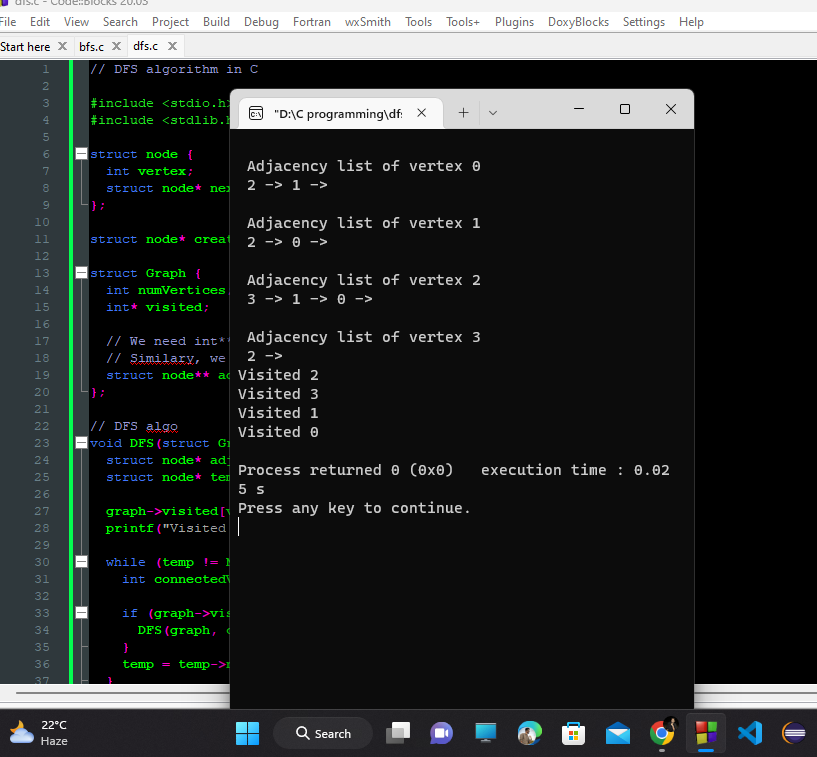 dfs.c - Code::Blocks 20.03
File Edit View Search Project Build Debug Fortran wxSmith Tools Tools+ Plugins DoxyBlocks Settings Help
Start here bfs.c dfs.c
1 // DFS algorithm in C
2
3 #include <stdio.h
4 #include <stdlib.h
5
6 struct node {
7 int vertex;
8 struct node* nex
9 };
10
11 struct node* creat
12
13 struct Graph {
14 int numVertices
15 int* visited;
16
17 // We need int**
18 // Similary, we
19 struct node** ad
20 };
21
22 // DFS algo
23 void DFS(struct Gr
24 struct node* adj
25 struct node* tem
26
27 graph->visited[v
28 printf("Visited
29
30 while (temp != N
31 int connectedV
32
33 if (graph->vis
34 DFS(graph, c
35 }
36 temp = temp->n
37 }
"D:\C programming\dfs
Adjacency list of vertex 0
2 -> 1 ->
Adjacency list of vertex 1
2 -> 0 ->
Adjacency list of vertex 2
3 -> 1 -> 0 ->
Adjacency list of vertex 3
2 ->
Visited 2
Visited 3
Visited 1
Visited 0
Process returned 0 (0x0) execution time : 0.02
5 s
Press any key to continue.
22°C
Haze
Search